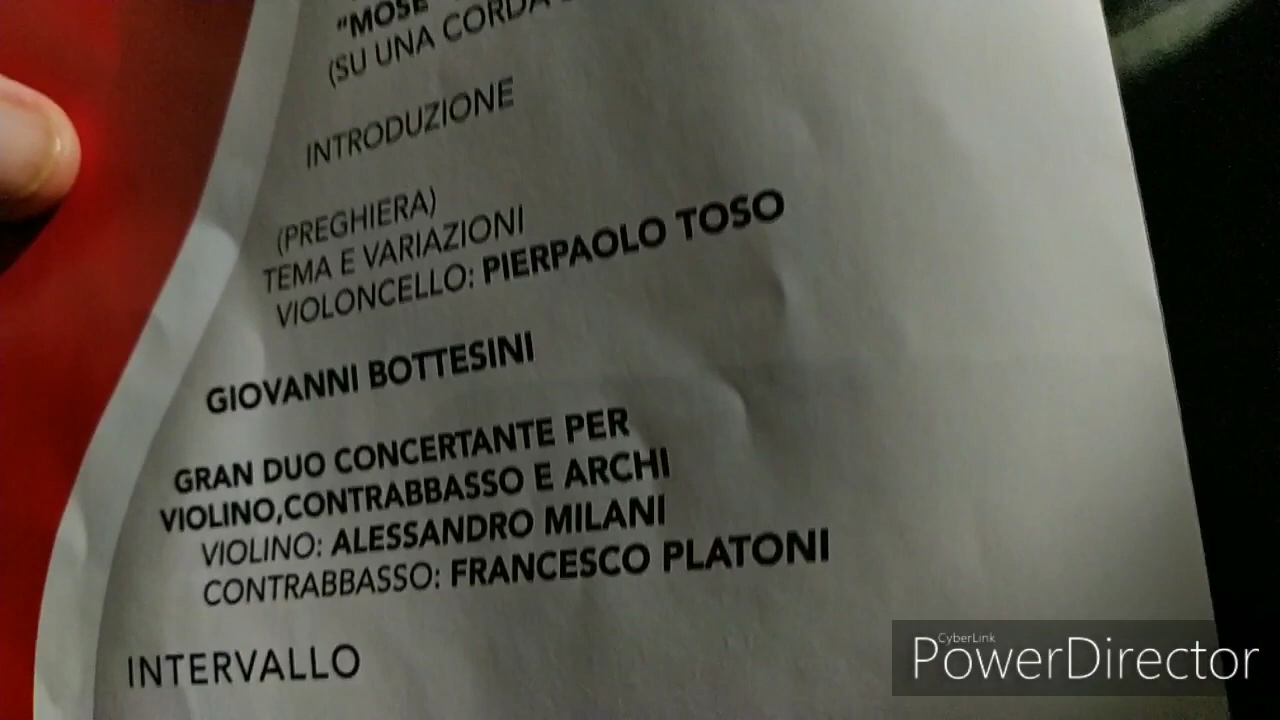 "MOSÈ
(SU UNA CORDA
INTRODUZIONE
(PREGHIERA)
TEMA E VARIAZIONI
VIOLONCELLO: PIERPAOLO TOSO
GIOVANNI BOTTESINI
GRAN DUO CONCERTANTE PER
VIOLINO,CONTRABBASSO E ARCHI
VIOLINO: ALESSANDRO MILANI
CONTRABBASSO: FRANCESCO PLATONI
INTERVALLO
CyberLink
PowerDirector